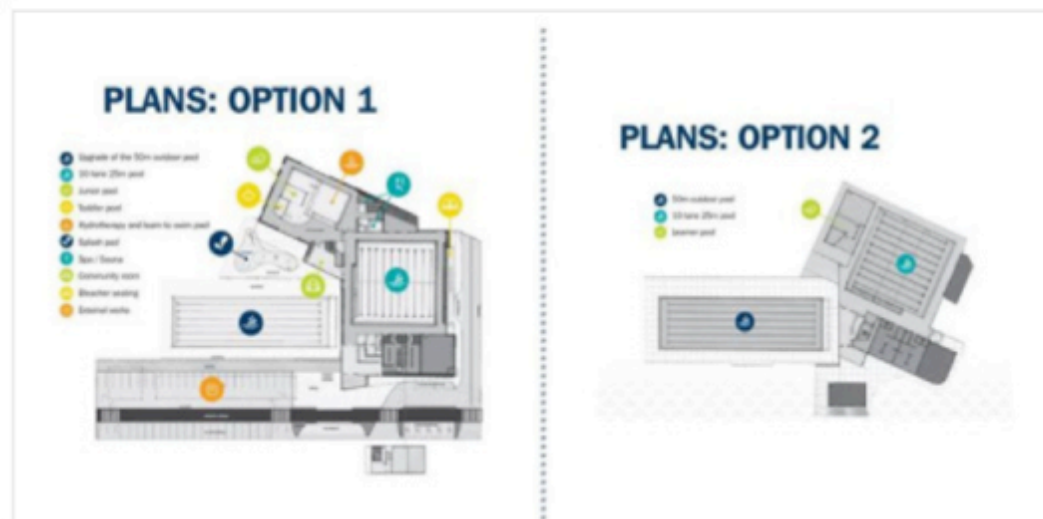 PLANS: OPTION 1
Upgrade of the 50m outdoor pool
10 lane 25m pool
Junior pool
Toddler pool
Hydrotherapy and learn to swim pool
Splash pool
Spa / Sauna
Community room
Bleacher seating
External works
PLANS: OPTION 2
50m outdoor pool
10 lane 25m pool
Learner pool